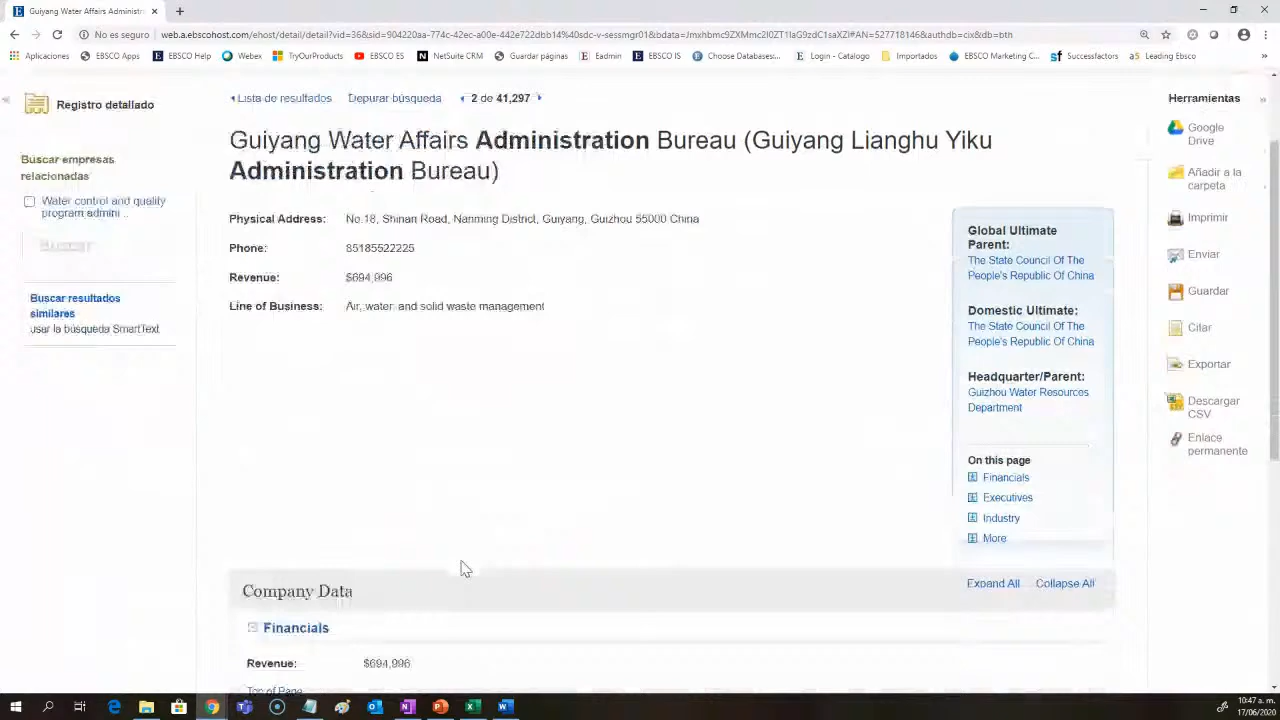 Guiyang Water Affairs Administra
No es seguro
web.a.ebscohost.com/ehost/detail/detail?vid=36&sid=904220aa-774c-42ec-a00e-442e722dbb14%40sdc-v-sessmgr01&bdata=
Aplicaciones
EBSCO Apps
EBSCO Help
Webex
TryOurProducts
EBSCO ES
NetSuite CRM
Guardar páginas
Eadmin
EBSCO IS
Choose Databases...
Login - Catalogo
Importados
EBSCO Marketing C...
Successfactors
Leading Ebsco
Registro detallado
Lista de resultados
Depurar búsqueda
2 de 41,297
Herramientas
Guiyang Water Affairs Administration Bureau (Guiyang Lianghu Yiku
Administration Bureau)
Buscar empresas
relacionadas
Water control and quality
program admini ..
Buscar resultados
similares
usar la búsqueda SmartText
Physical Address: No.18, Shinan Road, Nanming District, Guiyang, Guizhou 55000 China
Phone: 85185522225
Revenue: $694,996
Line of Business: Air, water, and solid waste management
Global Ultimate
Parent:
The State Council Of The
People's Republic Of China
Domestic Ultimate:
The State Council Of The
People's Republic Of China
Headquarter/Parent:
Guizhou Water Resources
Department
On this page
Financials
Executives
Industry
More
Google
Drive
Añadir a la
carpeta
Imprimir
Enviar
Guardar
Citar
Exportar
Descargar
CSV
Enlace
permanente
Company Data
Expand All
Collapse All
Financials
Revenue: $694,996
Top of Page
10:47 a. m.
17/06/2020